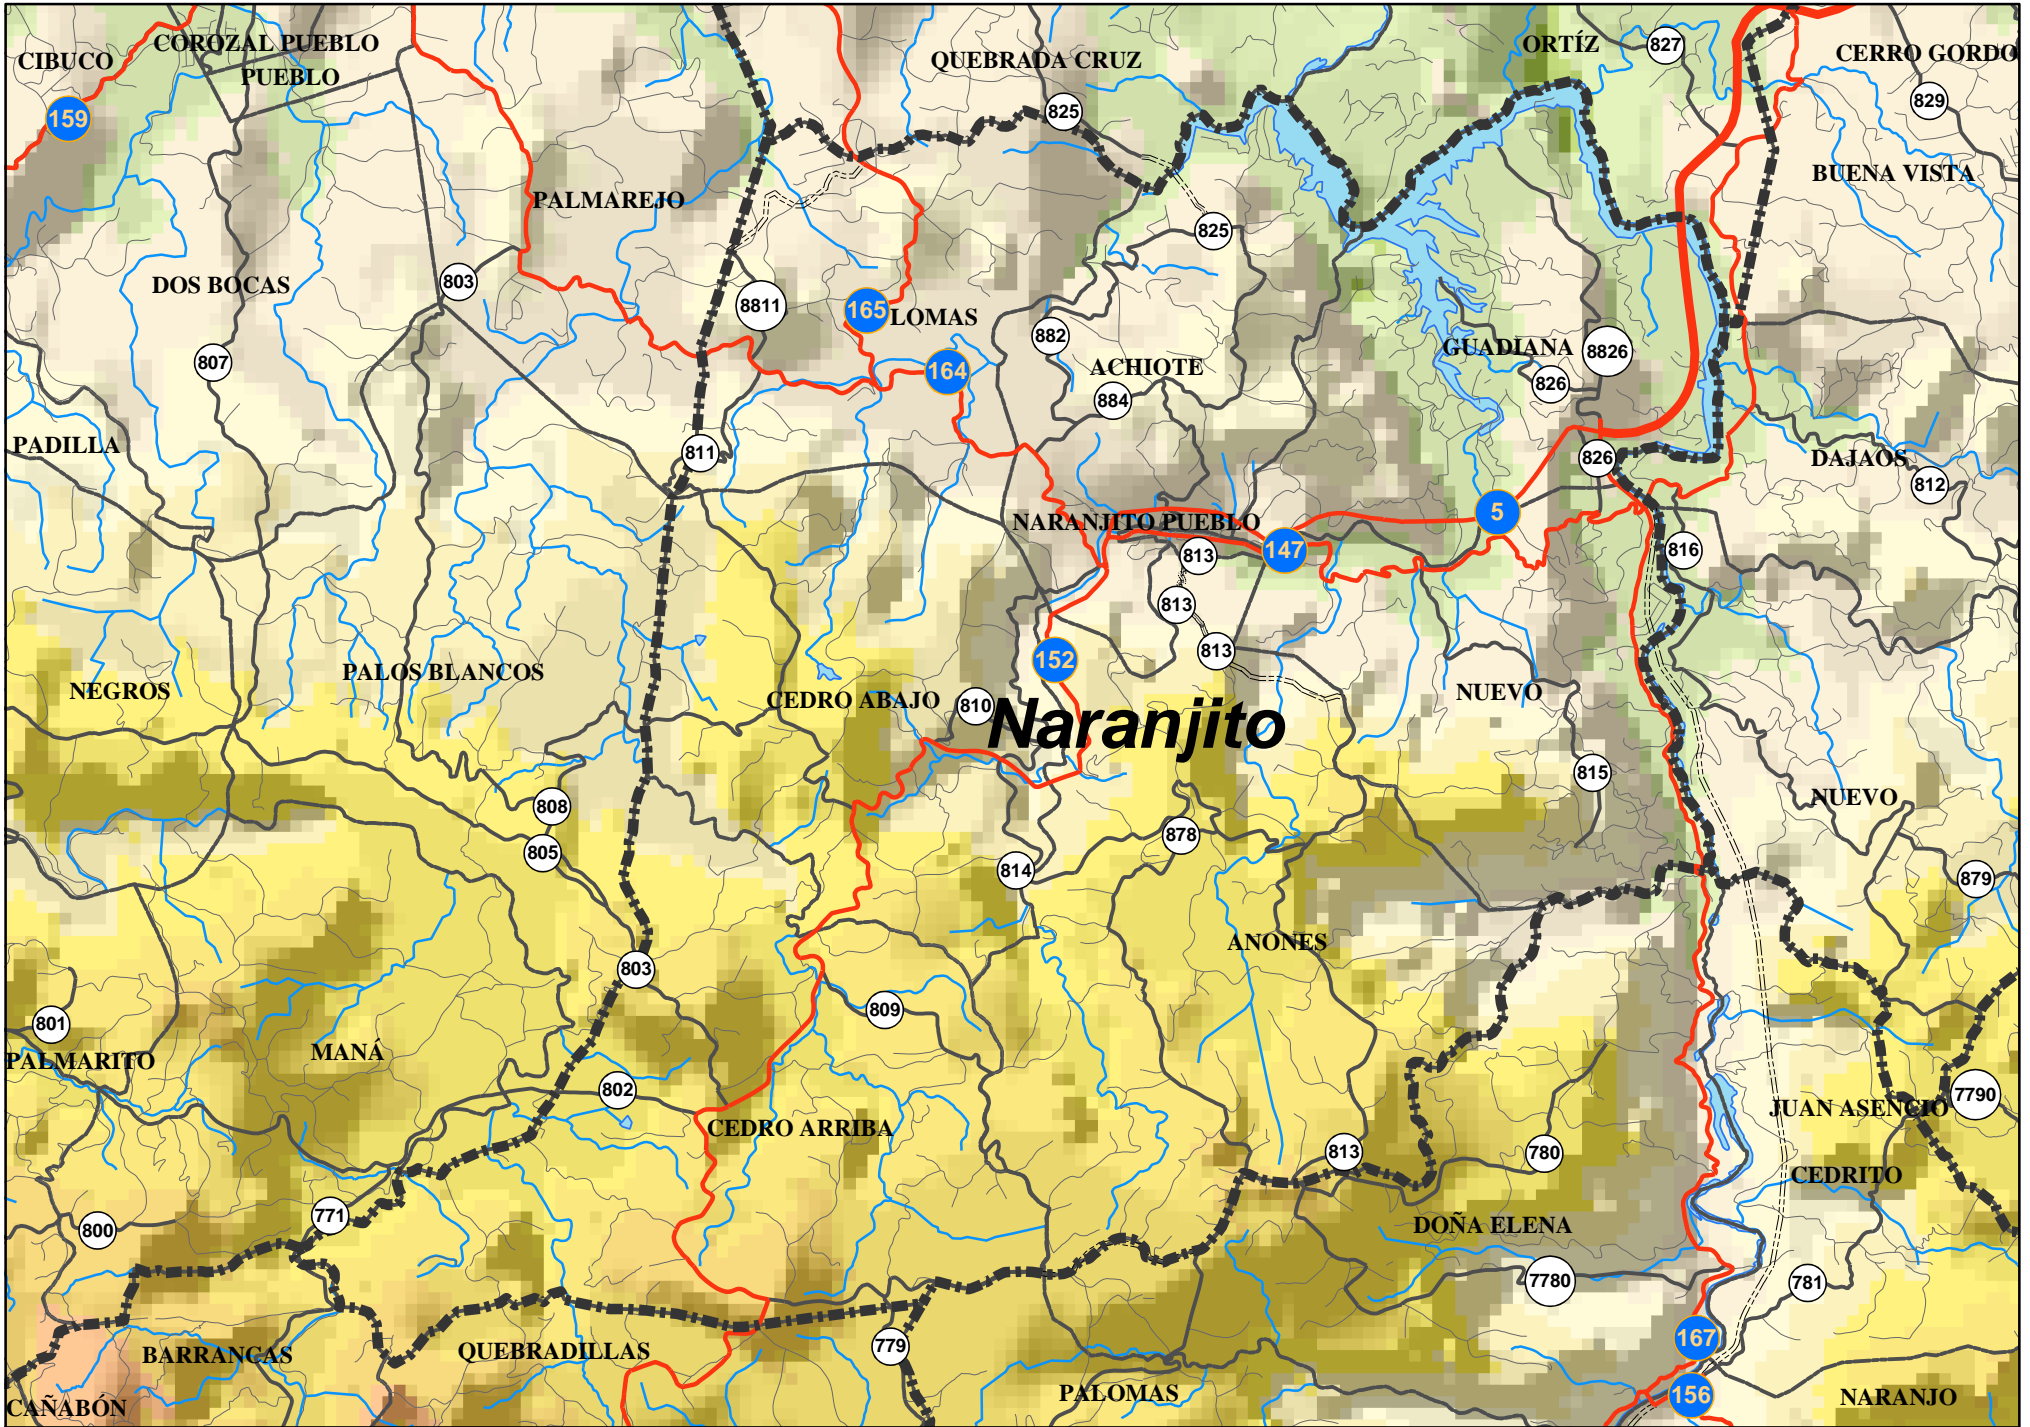 CIBUCO
COROZAL PUEBLO
PUEBLO
QUEBRADA CRUZ
ORTÍZ
827
CERRO GORDO
829
159
825
BUENA VISTA
PALMAREJO
825
DOS BOCAS
803
8811
165
LOMAS
882
GUADIANA
8826
807
164
ACHIOTE
826
884
PADILLA
811
826
DAJAOS
812
NARANJITO PUEBLO
5
147
813
816
813
813
152
NEGROS
PALOS BLANCOS
CEDRO ABAJO
810
Naranjito
NUEVO
815
808
NUEVO
805
878
814
879
ANONES
803
801
809
PALMARITO
MANÁ
802
7790
JUAN ASENCIO
CEDRO ARRIBA
813
780
CEDRITO
800
771
DOÑA ELENA
7780
781
BARRANCAS
QUEBRADILLAS
779
167
CAÑABÓN
PALOMAS
156
NARANJO